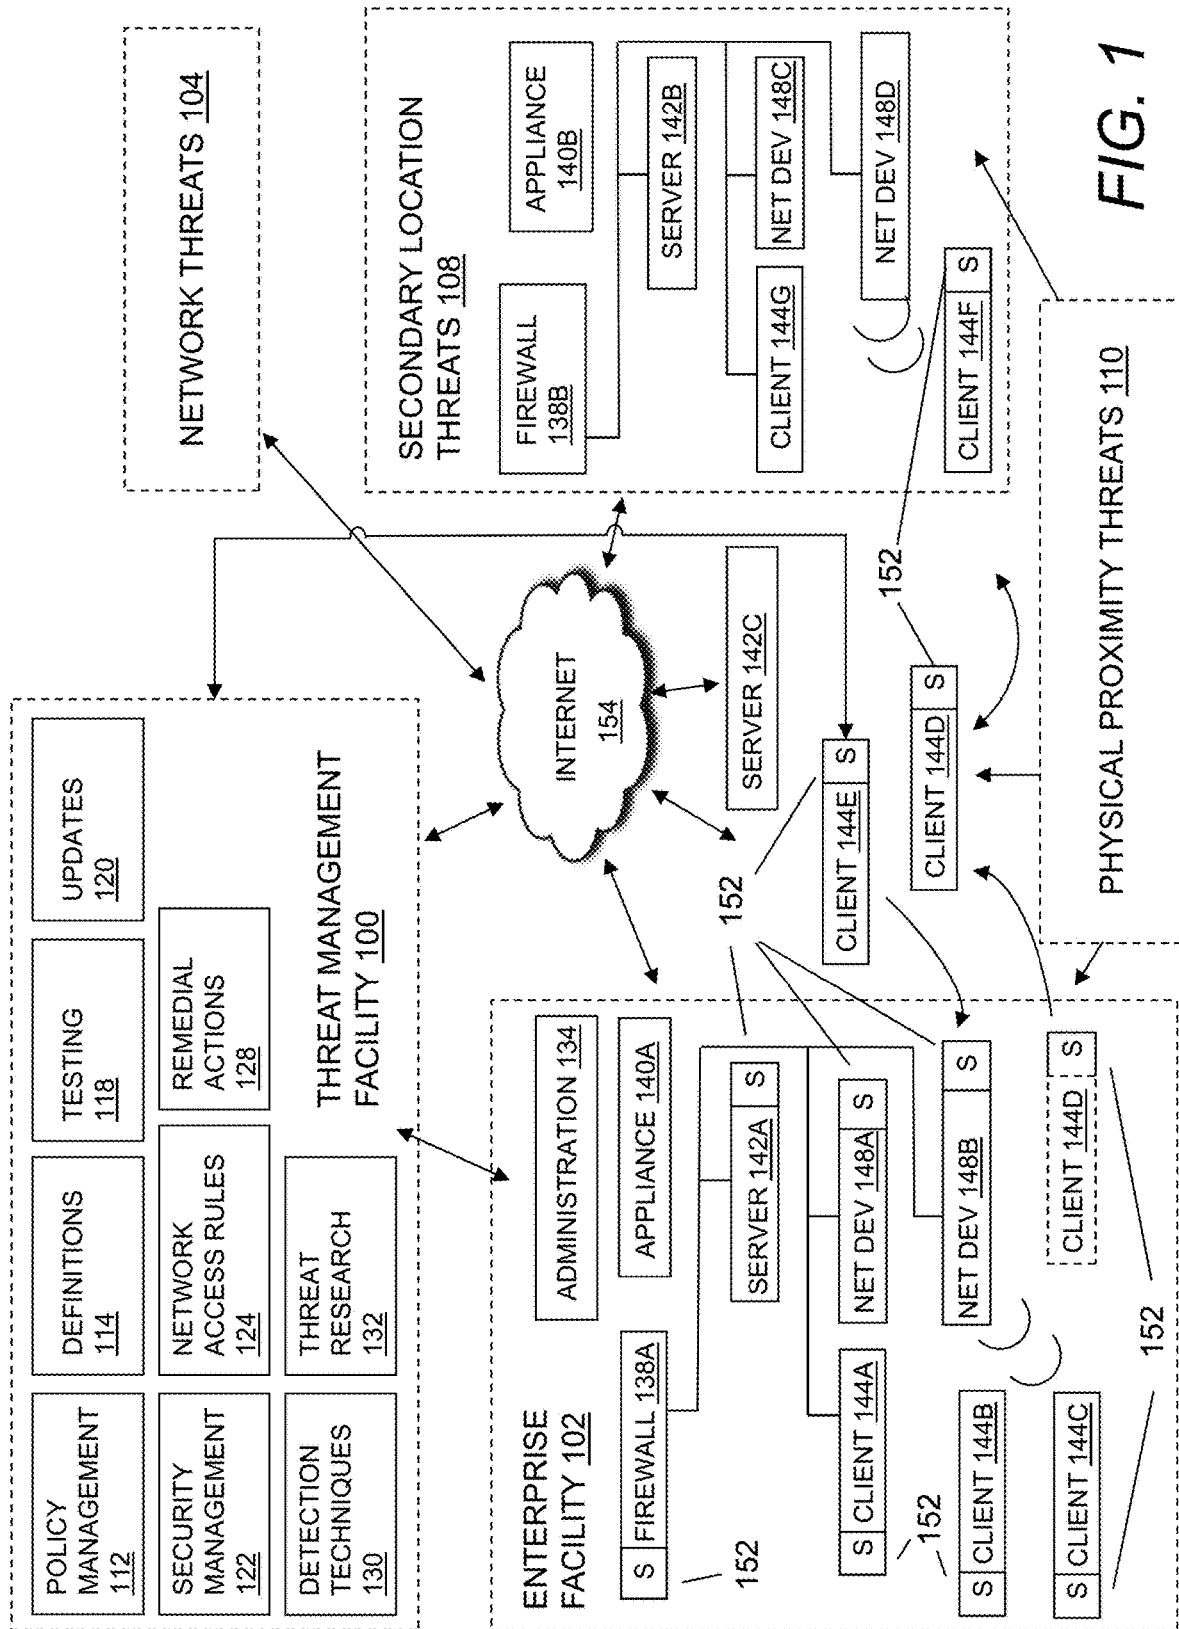 POLICY
MANAGEMENT
112
DEFINITIONS
114
TESTING
118
UPDATES
120
SECURITY
MANAGEMENT
122
NETWORK
ACCESS RULES
124
REMEDIAL
ACTIONS
128
DETECTION
TECHNIQUES
130
THREAT
RESEARCH
132
THREAT MANAGEMENT
FACILITY 100
NETWORK THREATS 104
INTERNET
154
SERVER 142C
ENTERPRISE
FACILITY 102
ADMINISTRATION 134
S FIREWALL 138A
APPLIANCE 140A
152
SERVER 142A S
152
152
S CLIENT 144A
NET DEV 148A S
152
S CLIENT 144B
NET DEV 148B S
S CLIENT 144C
CLIENT 144D S
152
CLIENT 144E S
CLIENT 144D S
152
SECONDARY LOCATION
THREATS 108
FIREWALL
138B
APPLIANCE
140B
SERVER 142B
CLIENT 144G
NET DEV 148C
NET DEV 148D
CLIENT 144F S
PHYSICAL PROXIMITY THREATS 110
FIG. 1